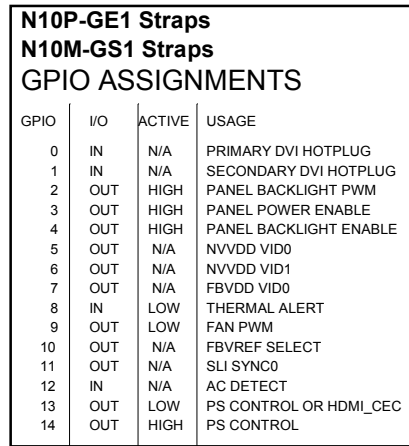 N10P-GE1 Straps
N10M-GS1 Straps
GPIO ASSIGNMENTS
GPIO I/O ACTIVE USAGE
0 IN N/A PRIMARY DVI HOTPLUG
1 IN N/A SECONDARY DVI HOTPLUG
2 OUT HIGH PANEL BACKLIGHT PWM
3 OUT HIGH PANEL POWER ENABLE
4 OUT HIGH PANEL BACKLIGHT ENABLE
5 OUT N/A NVVDD VID0
6 OUT N/A NVVDD VID1
7 OUT N/A FBVDD VID0
8 IN LOW THERMAL ALERT
9 OUT LOW FAN PWM
10 OUT N/A FBVREF SELECT
11 OUT N/A SLI SYNC0
12 IN N/A AC DETECT
13 OUT LOW PS CONTROL OR HDMI_CEC
14 OUT HIGH PS CONTROL